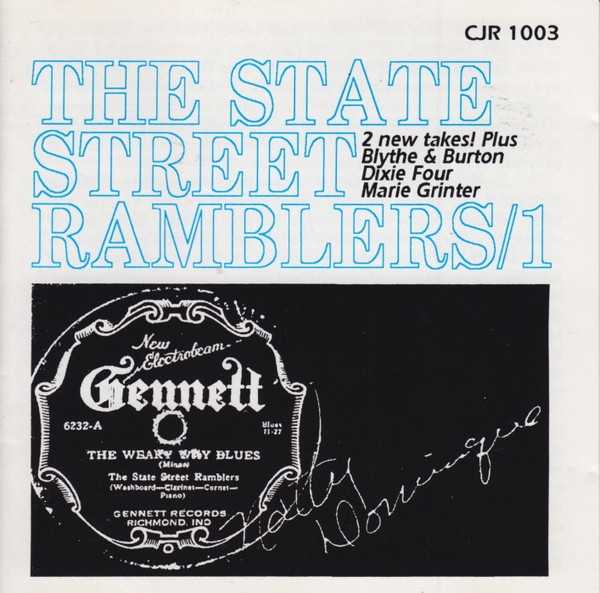 CJR 1003
THE STATE
STREET
RAMBLERS/1
2 new takes! Plus
Blythe & Burton
Dixie Four
Marie Grinter
New
Electrobeam
Gennett
6232-A
Blues
11-27
THE WEARY WAY BLUES
(Minor)
The State Street Ramblers
(Washboard—Clarinet—Cornet—
Piano)
GENNETT RECORDS
RICHMOND, IND
Natty
Dominique